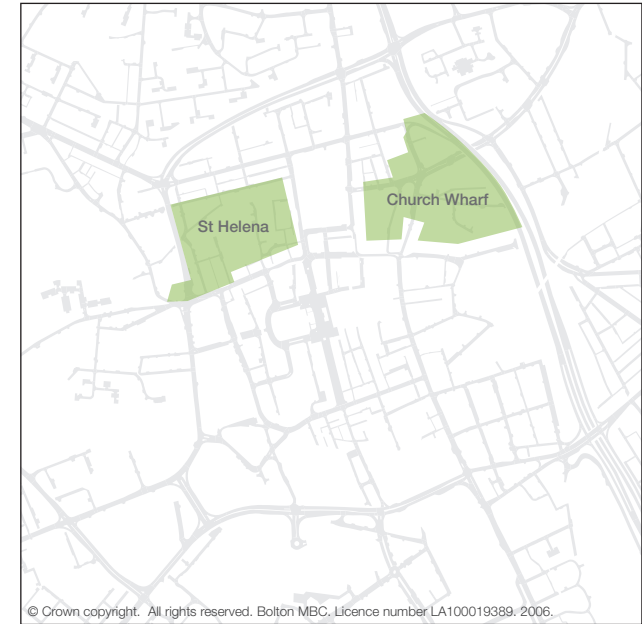 Church Wharf
St Helena
© Crown copyright.  All rights reserved. Bolton MBC. Licence number LA100019389. 2006.